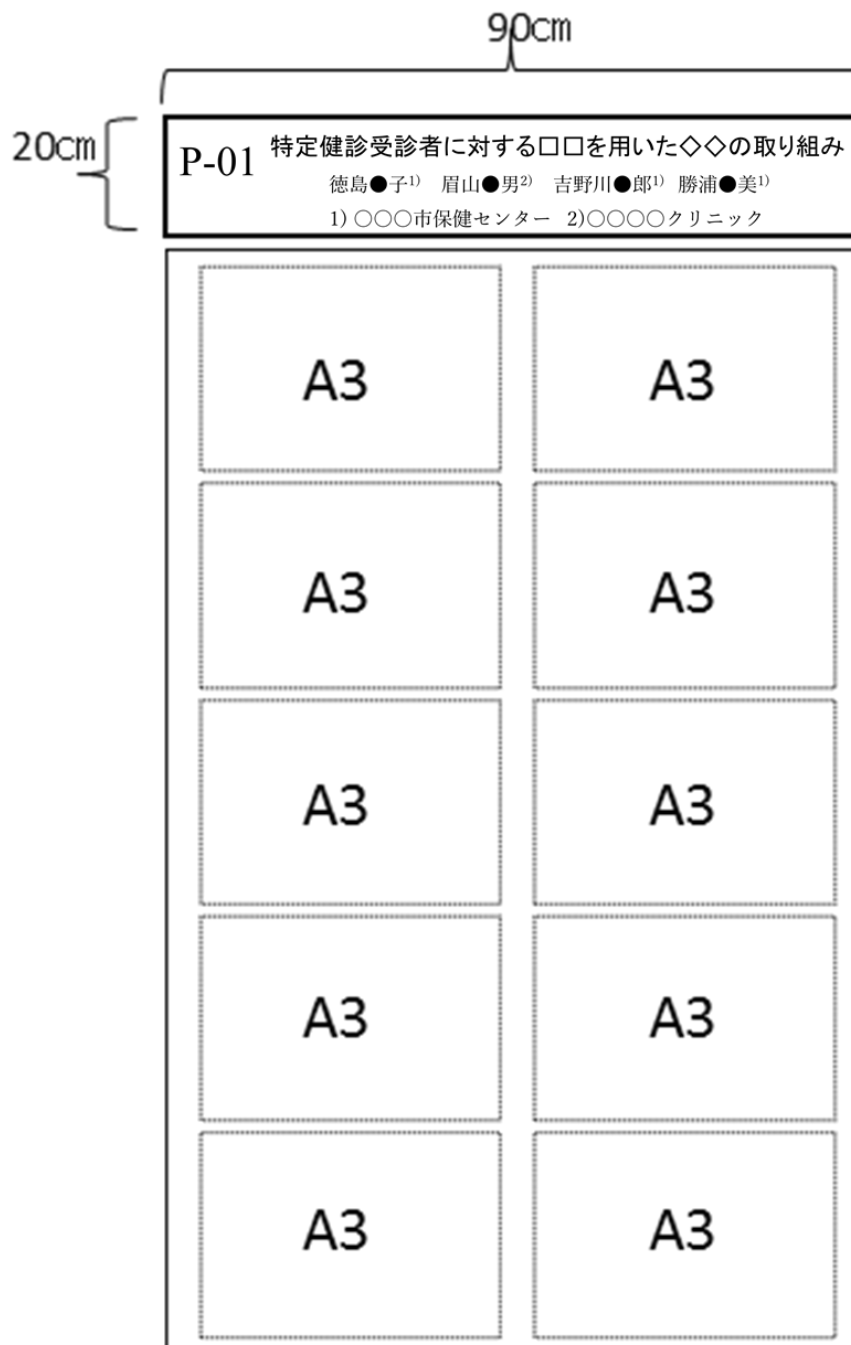 90cm
20cm
P-01
特定健診受診者に対する□□を用いた◇◇の取り組み
徳島●子1) 眉山●男2) 吉野川●郎1) 勝浦●美1)
1) ○○○市保健センター 2)○○○○クリニック
A3 A3
A3 A3
A3 A3
A3 A3
A3 A3